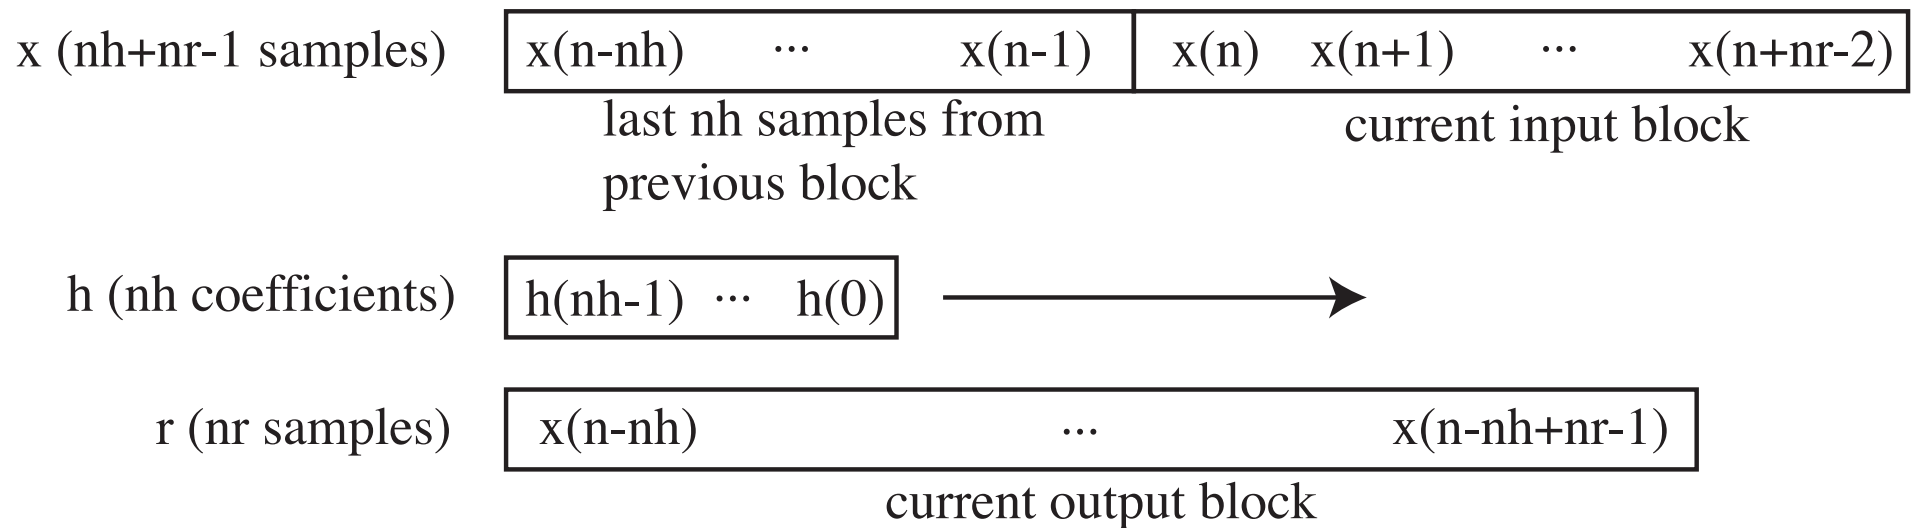 x (nh+nr-1 samples) x(n-nh) ... x(n-1) x(n) x(n+1) ... x(n+nr-2)
last nh samples from
previous block
current input block
h (nh coefficients) h(nh-1) ... h(0)
r (nr samples) x(n-nh) ... x(n-nh+nr-1)
current output block